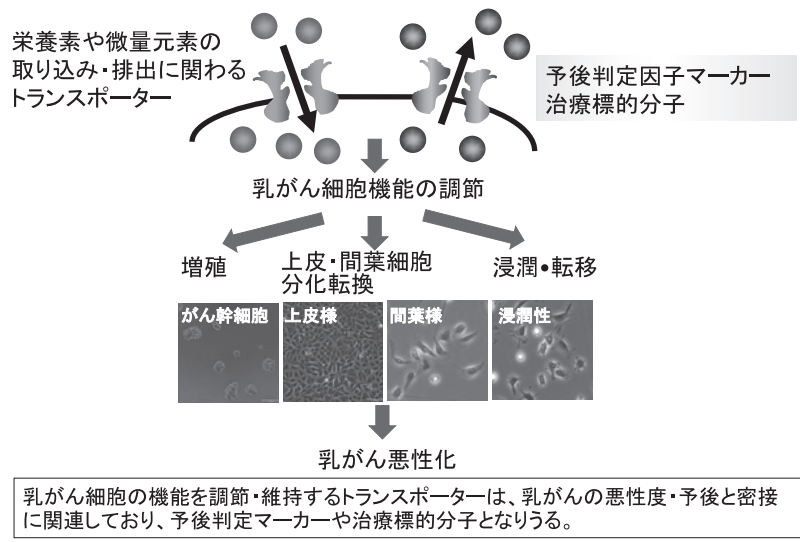 栄養素や微量元素の
取り込み・排出に関わる
トランスポーター
予後判定因子マーカー
治療標的分子
乳がん細胞機能の調節
増殖
上皮・間葉細胞
分化転換
浸潤・転移
がん幹細胞
上皮様
間葉様
浸潤性
乳がん悪性化
乳がん細胞の機能を調節・維持するトランスポーターは、乳がんの悪性度・予後と密接
に関連しており、予後判定マーカーや治療標的分子となりうる。